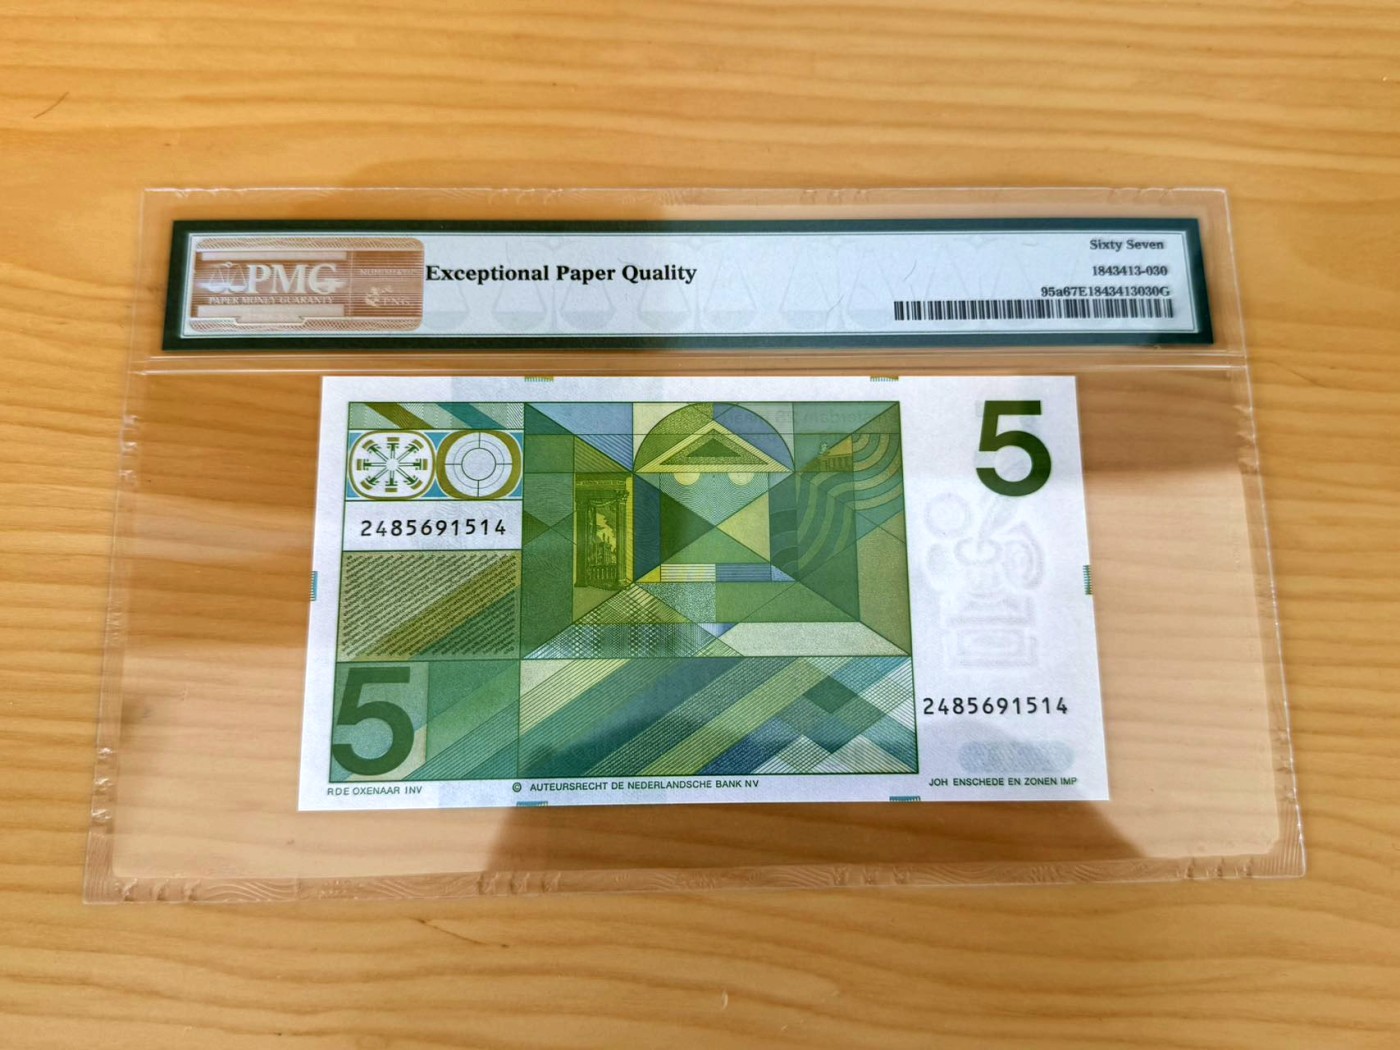 PMG
PAPER MONEY GUARANTY
PNG
Exceptional Paper Quality
Sixty Seven
1843413-030
95a67E1843413030G
5
2485691514
5
2485691514
RDE OXENAAR INV
© AUTEURSRECHT DE NEDERLANDSCHE BANK NV
JOH ENSCHEDE EN ZONEN IMP